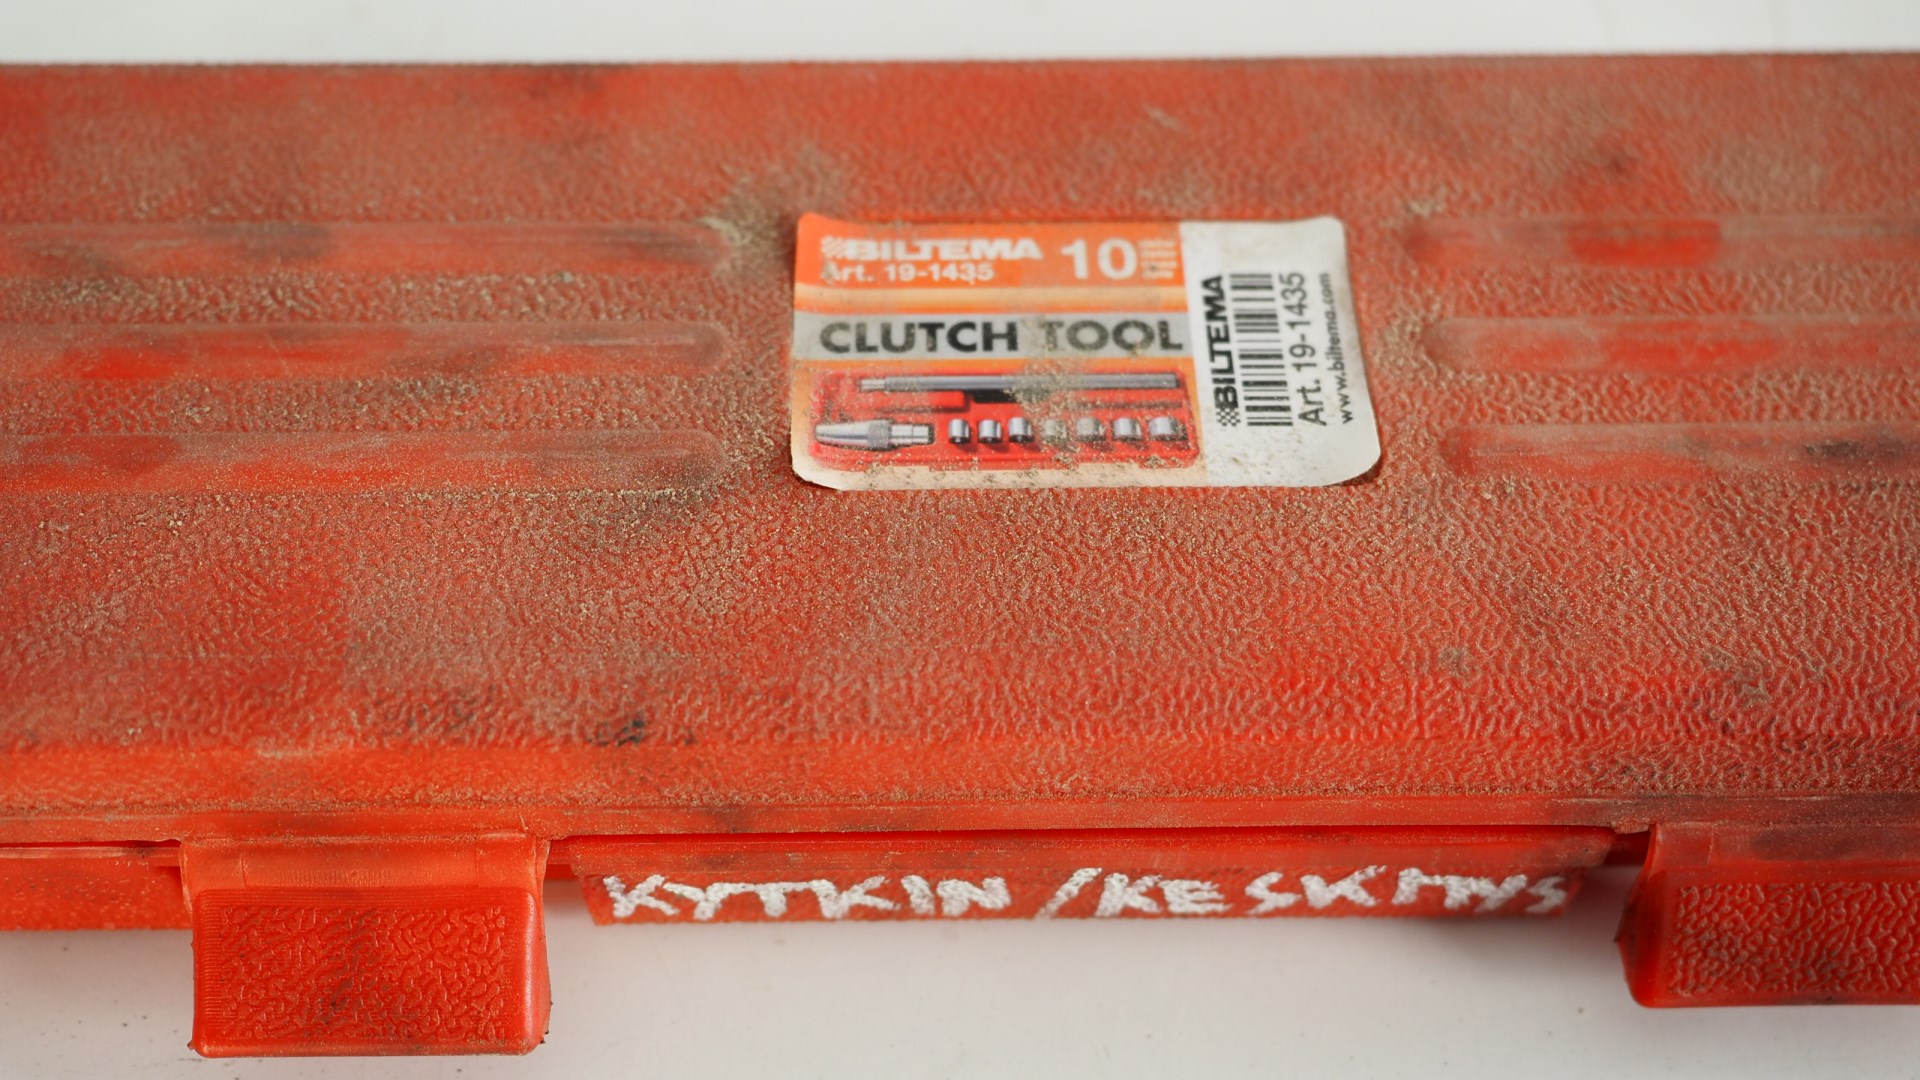 BILTEMA 10
Art. 19-1435
CLUTCH TOOL
BILTEMA
Art. 19-1435
www.biltema.com
KYTKIN / KESKITYS